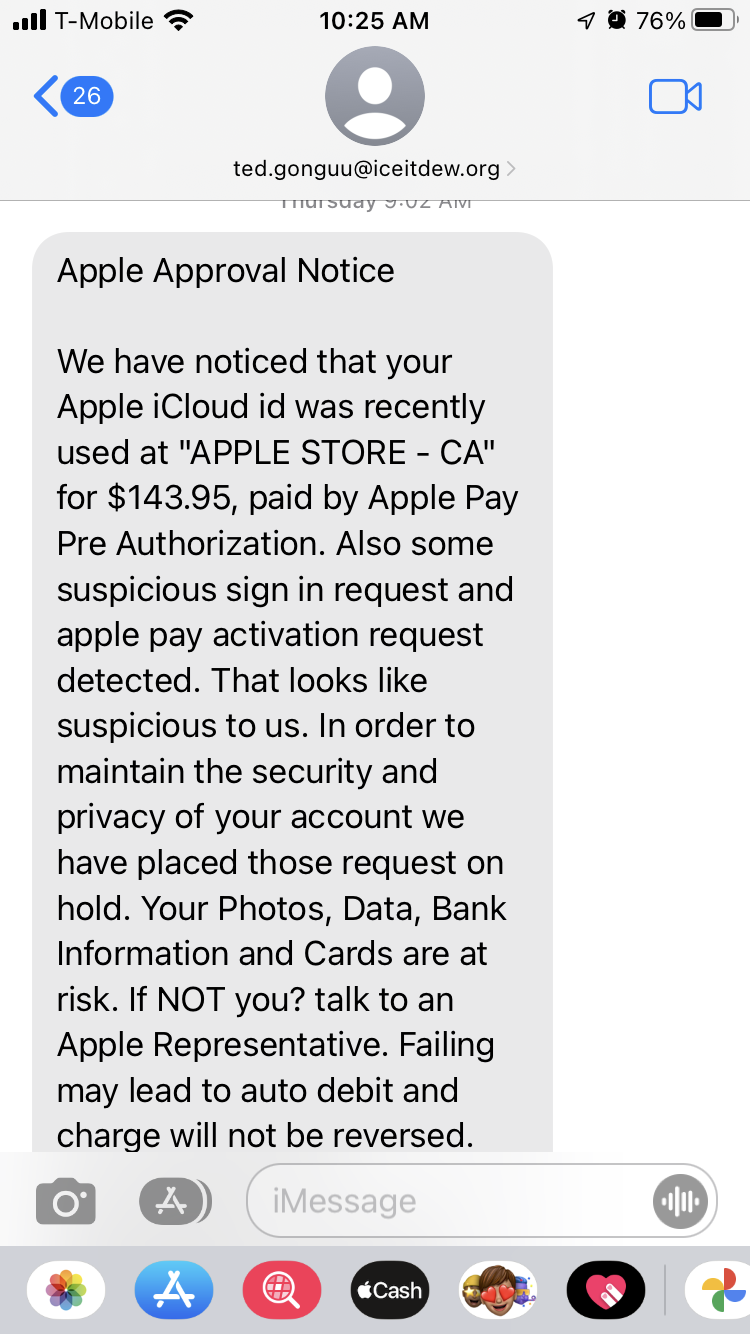 T-Mobile 10:25 AM 76%
26
ted.gonguu@iceitdew.org
Thursday 9:02 AM
Apple Approval Notice
We have noticed that your
Apple iCloud id was recently
used at "APPLE STORE - CA"
for $143.95, paid by Apple Pay
Pre Authorization. Also some
suspicious sign in request and
apple pay activation request
detected. That looks like
suspicious to us. In order to
maintain the security and
privacy of your account we
have placed those request on
hold. Your Photos, Data, Bank
Information and Cards are at
risk. If NOT you? talk to an
Apple Representative. Failing
may lead to auto debit and
charge will not be reversed.
iMessage
Cash